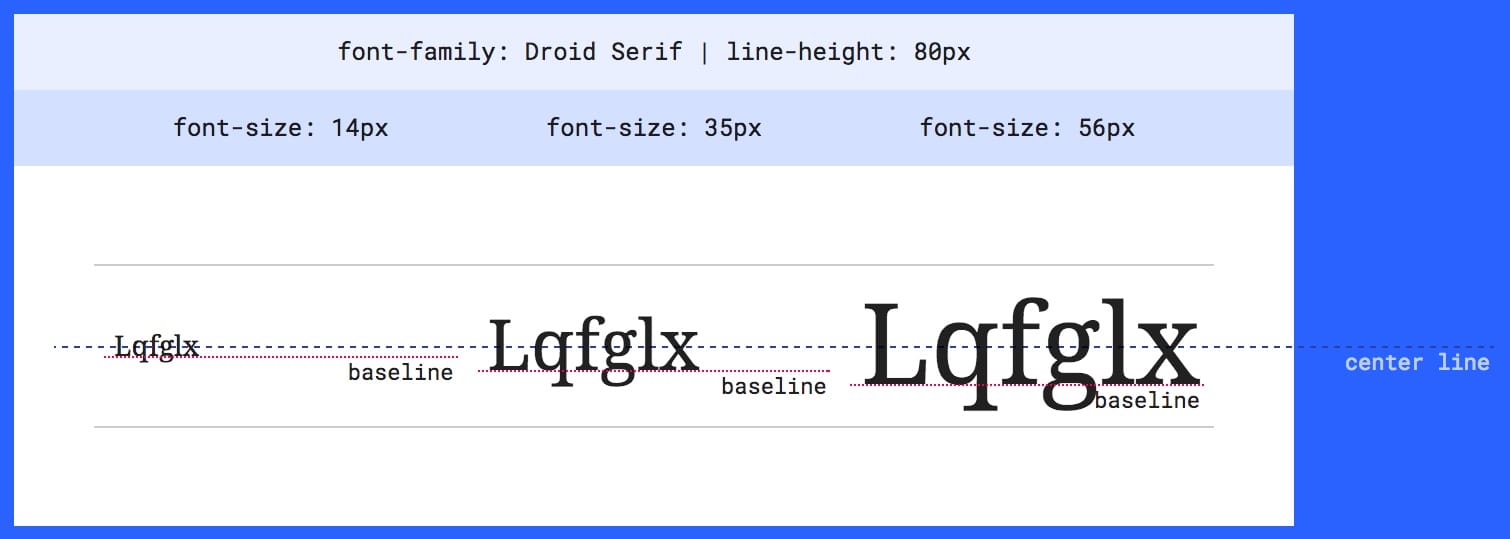 font-family: Droid Serif | line-height: 80px
font-size: 14px font-size: 35px font-size: 56px
Lqfglx Lqfglx Lqfglx
center line
baseline baseline baseline